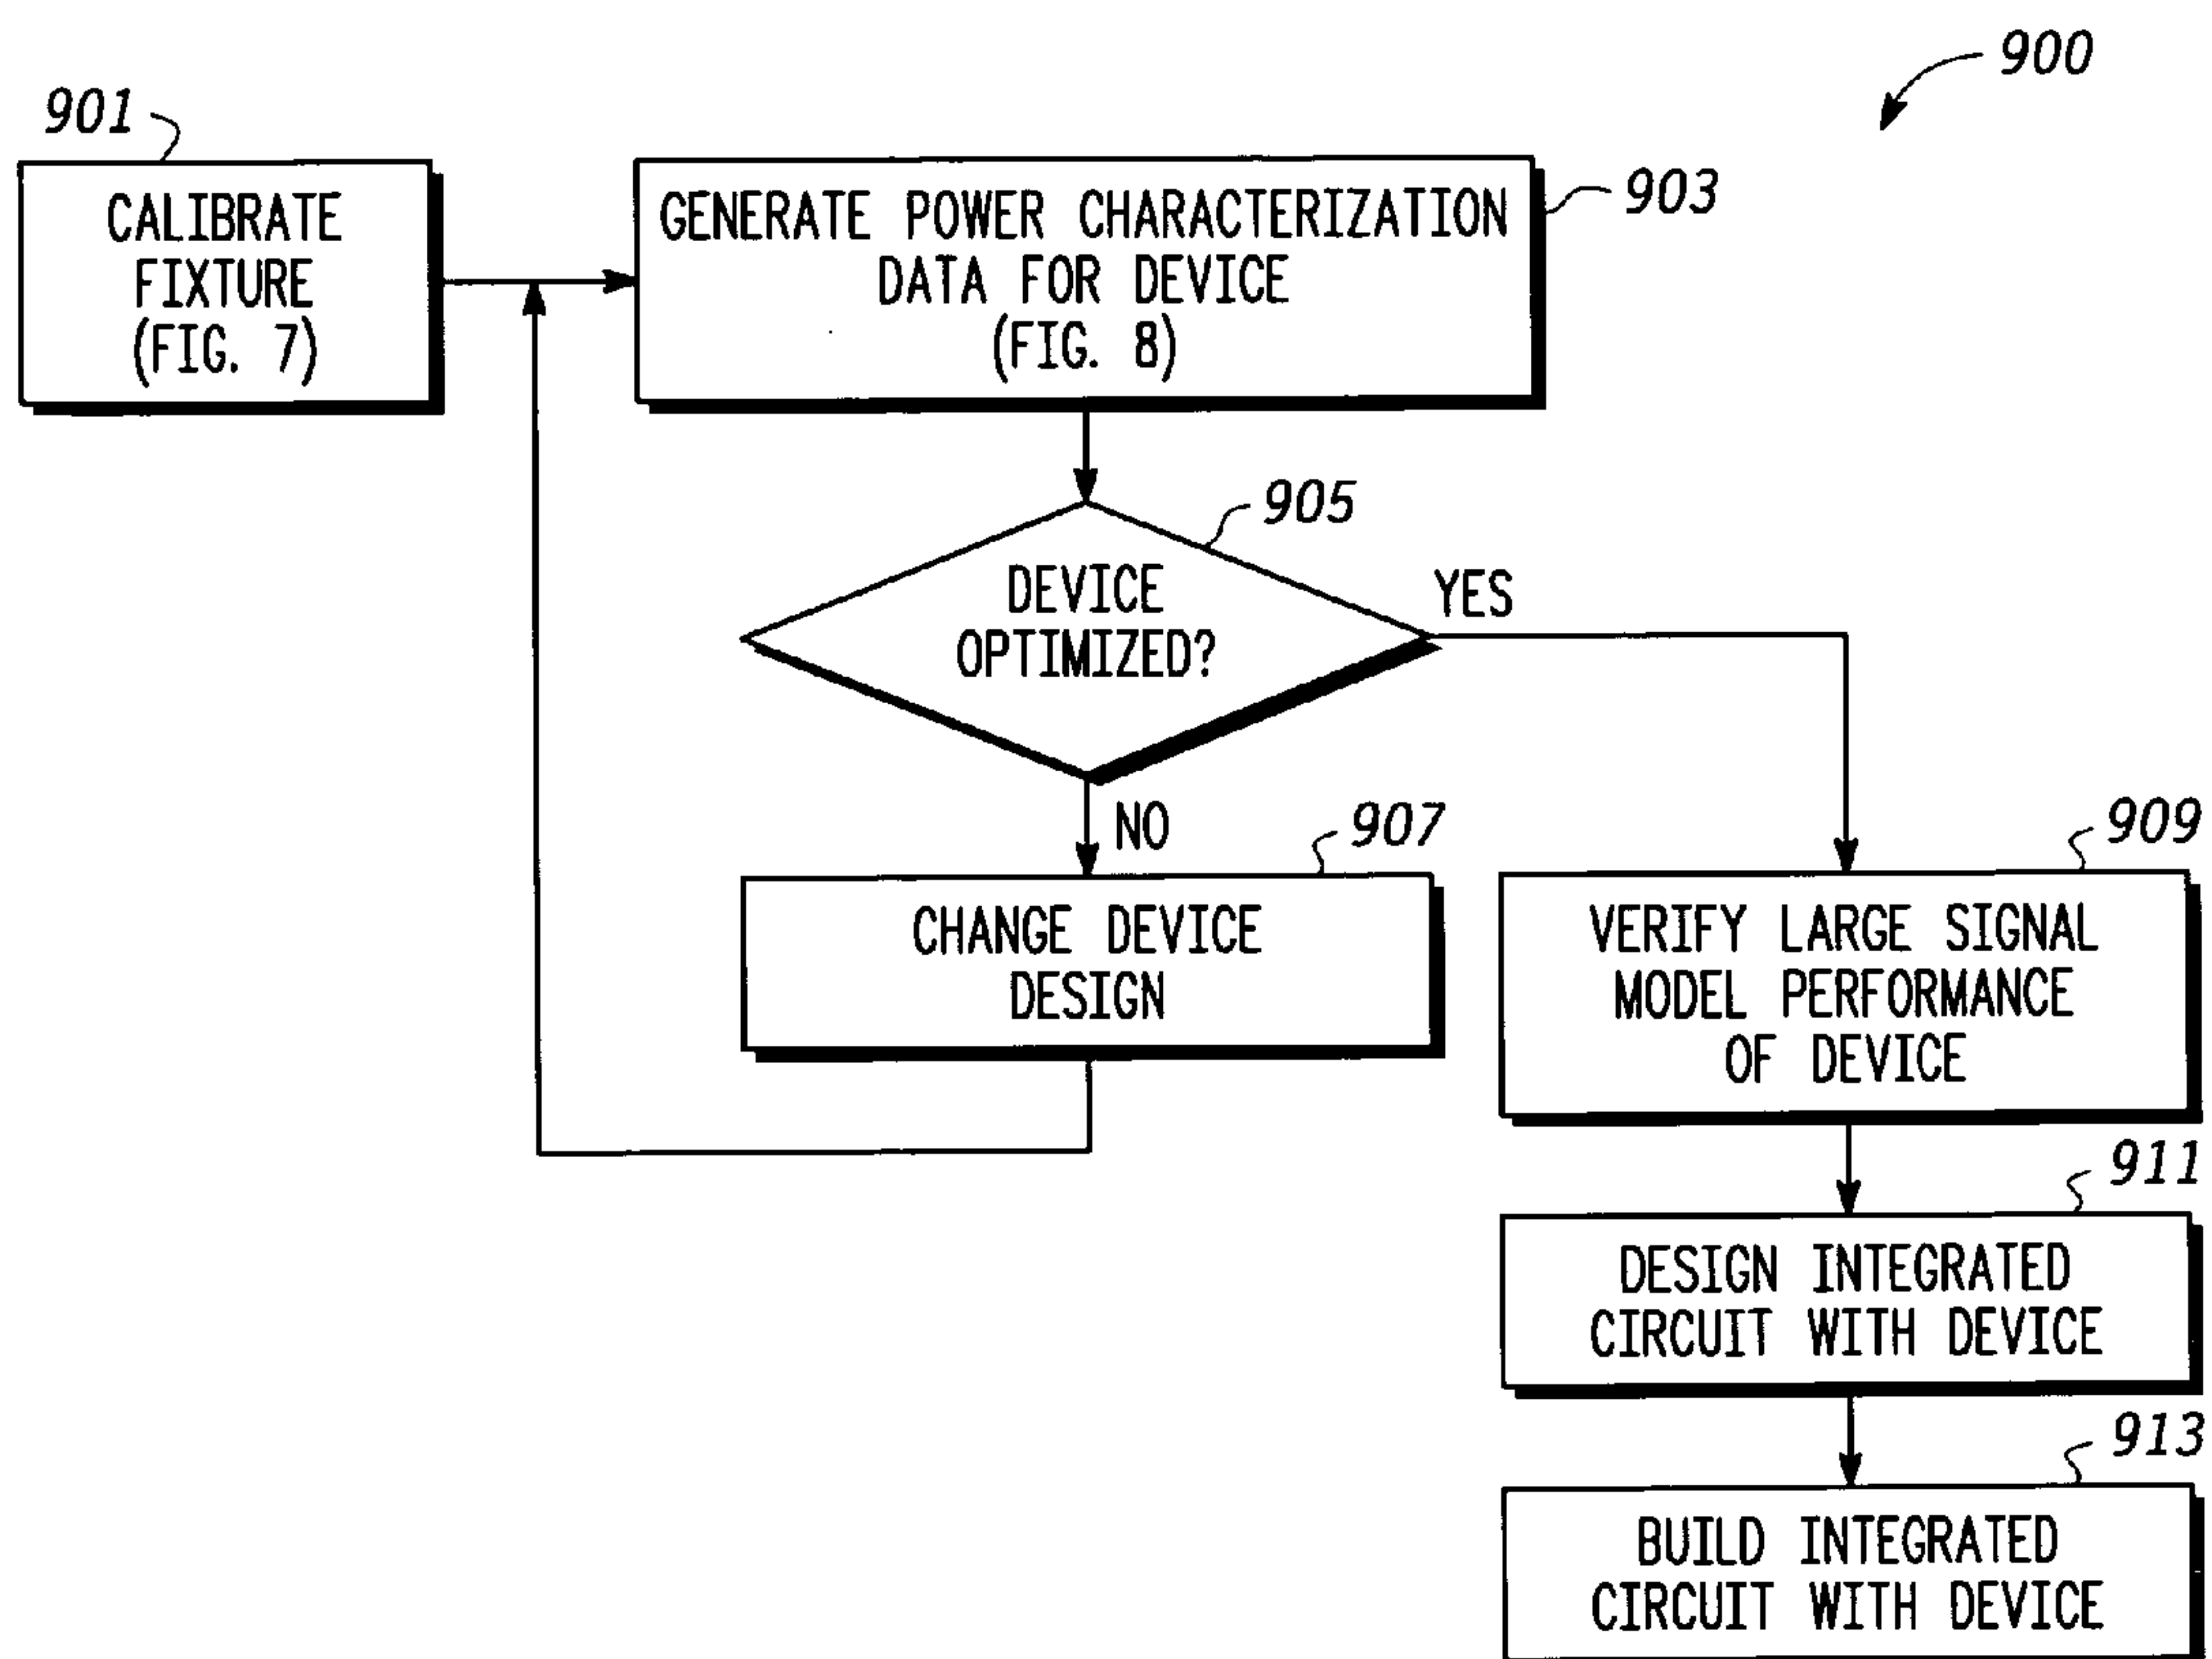 900
901
CALIBRATE
FIXTURE
(FIG. 7)
903
GENERATE POWER CHARACTERIZATION
DATA FOR DEVICE
(FIG. 8)
905
DEVICE
OPTIMIZED?
YES
NO
907
CHANGE DEVICE
DESIGN
909
VERIFY LARGE SIGNAL
MODEL PERFORMANCE
OF DEVICE
911
DESIGN INTEGRATED
CIRCUIT WITH DEVICE
913
BUILD INTEGRATED
CIRCUIT WITH DEVICE